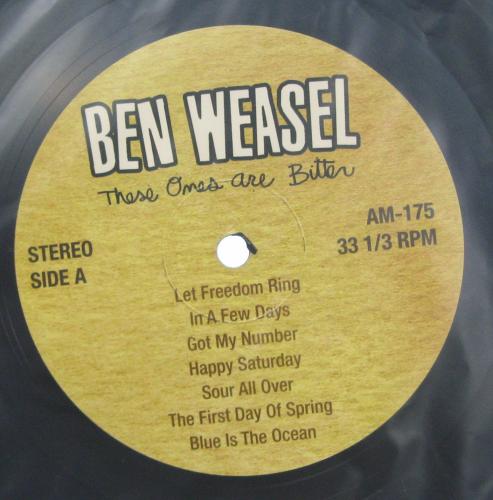 BEN WEASEL
These Ones are Bitter
STEREO
SIDE A
AM-175
33 1/3 RPM
Let Freedom Ring
In A Few Days
Got My Number
Happy Saturday
Sour All Over
The First Day Of Spring
Blue Is The Ocean